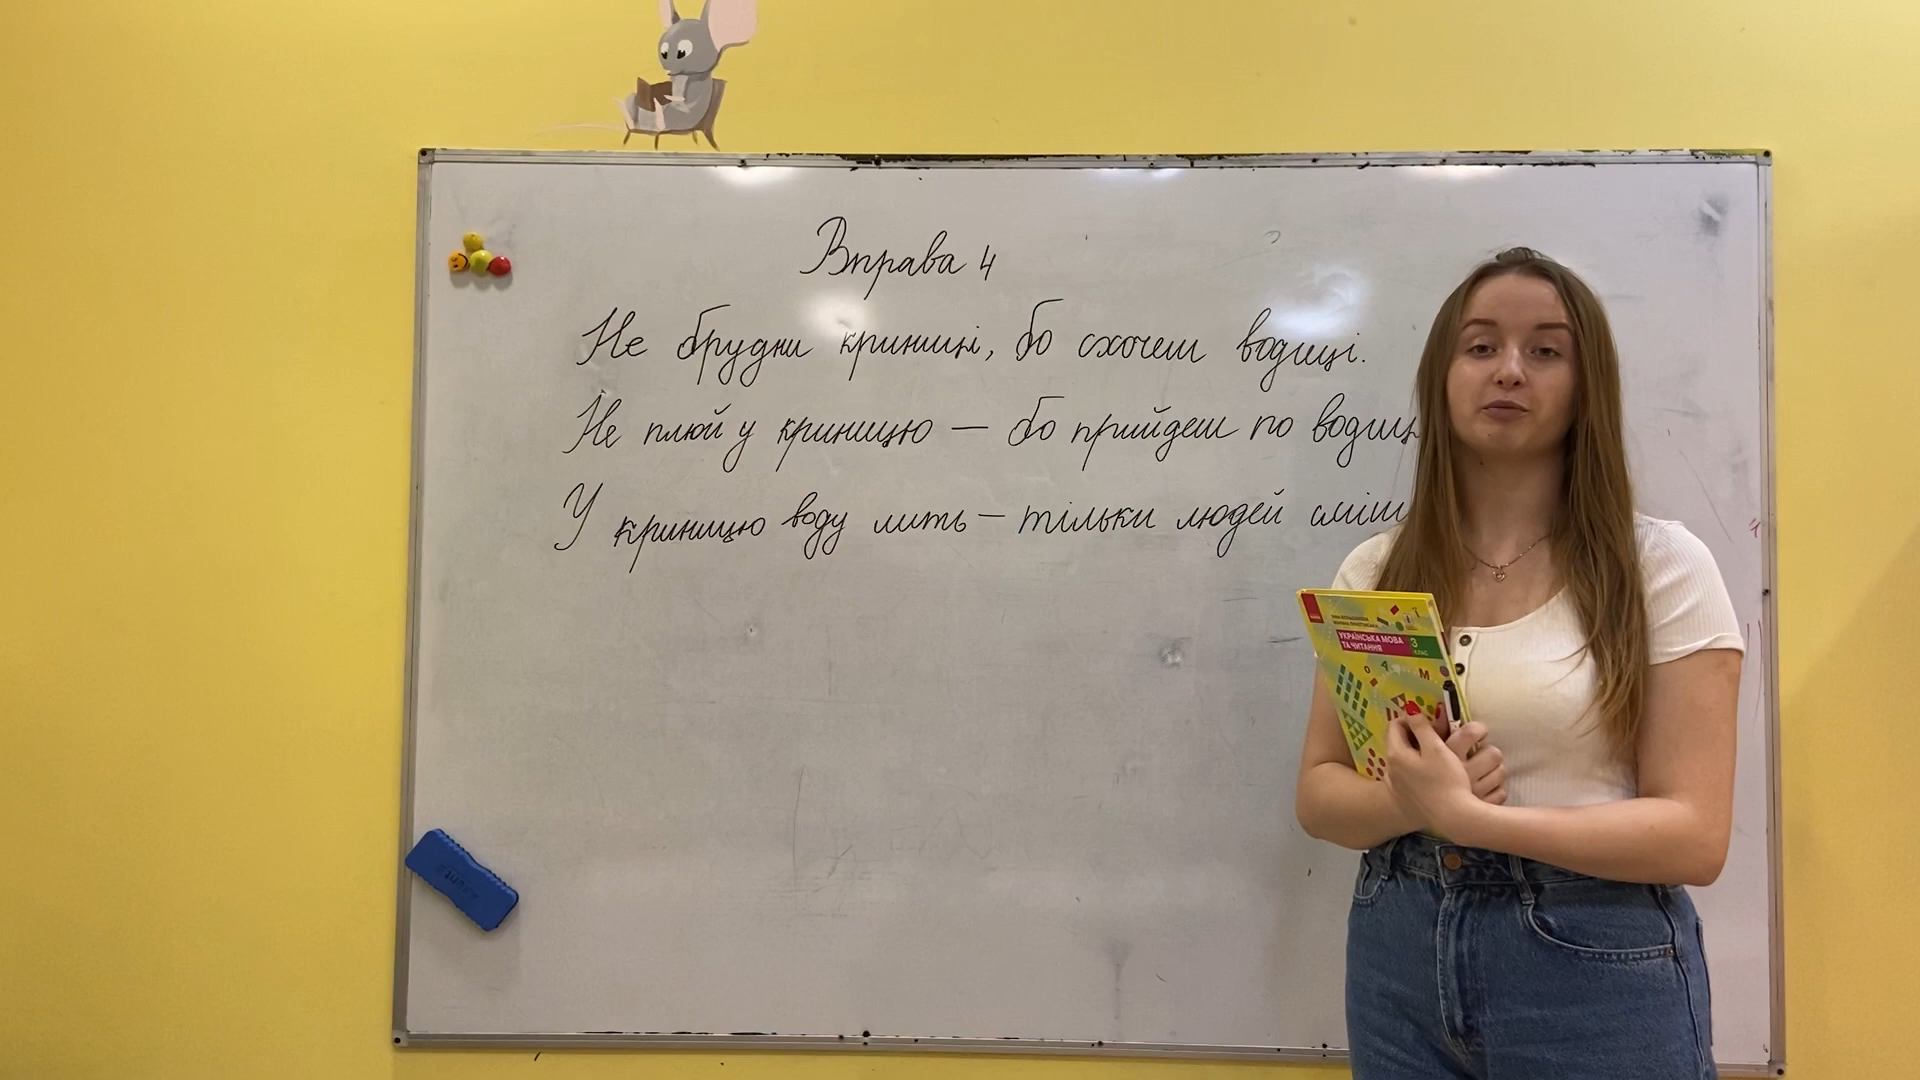 Вправа 4
Не брудни криниці, бо схочеш водиці.
Не плюй у криницю — бо прийдеш по
У криницю воду лить — тільки людей
УКРАЇНСЬКА МОВА
ТА ЧИТАННЯ
3
КЛАС